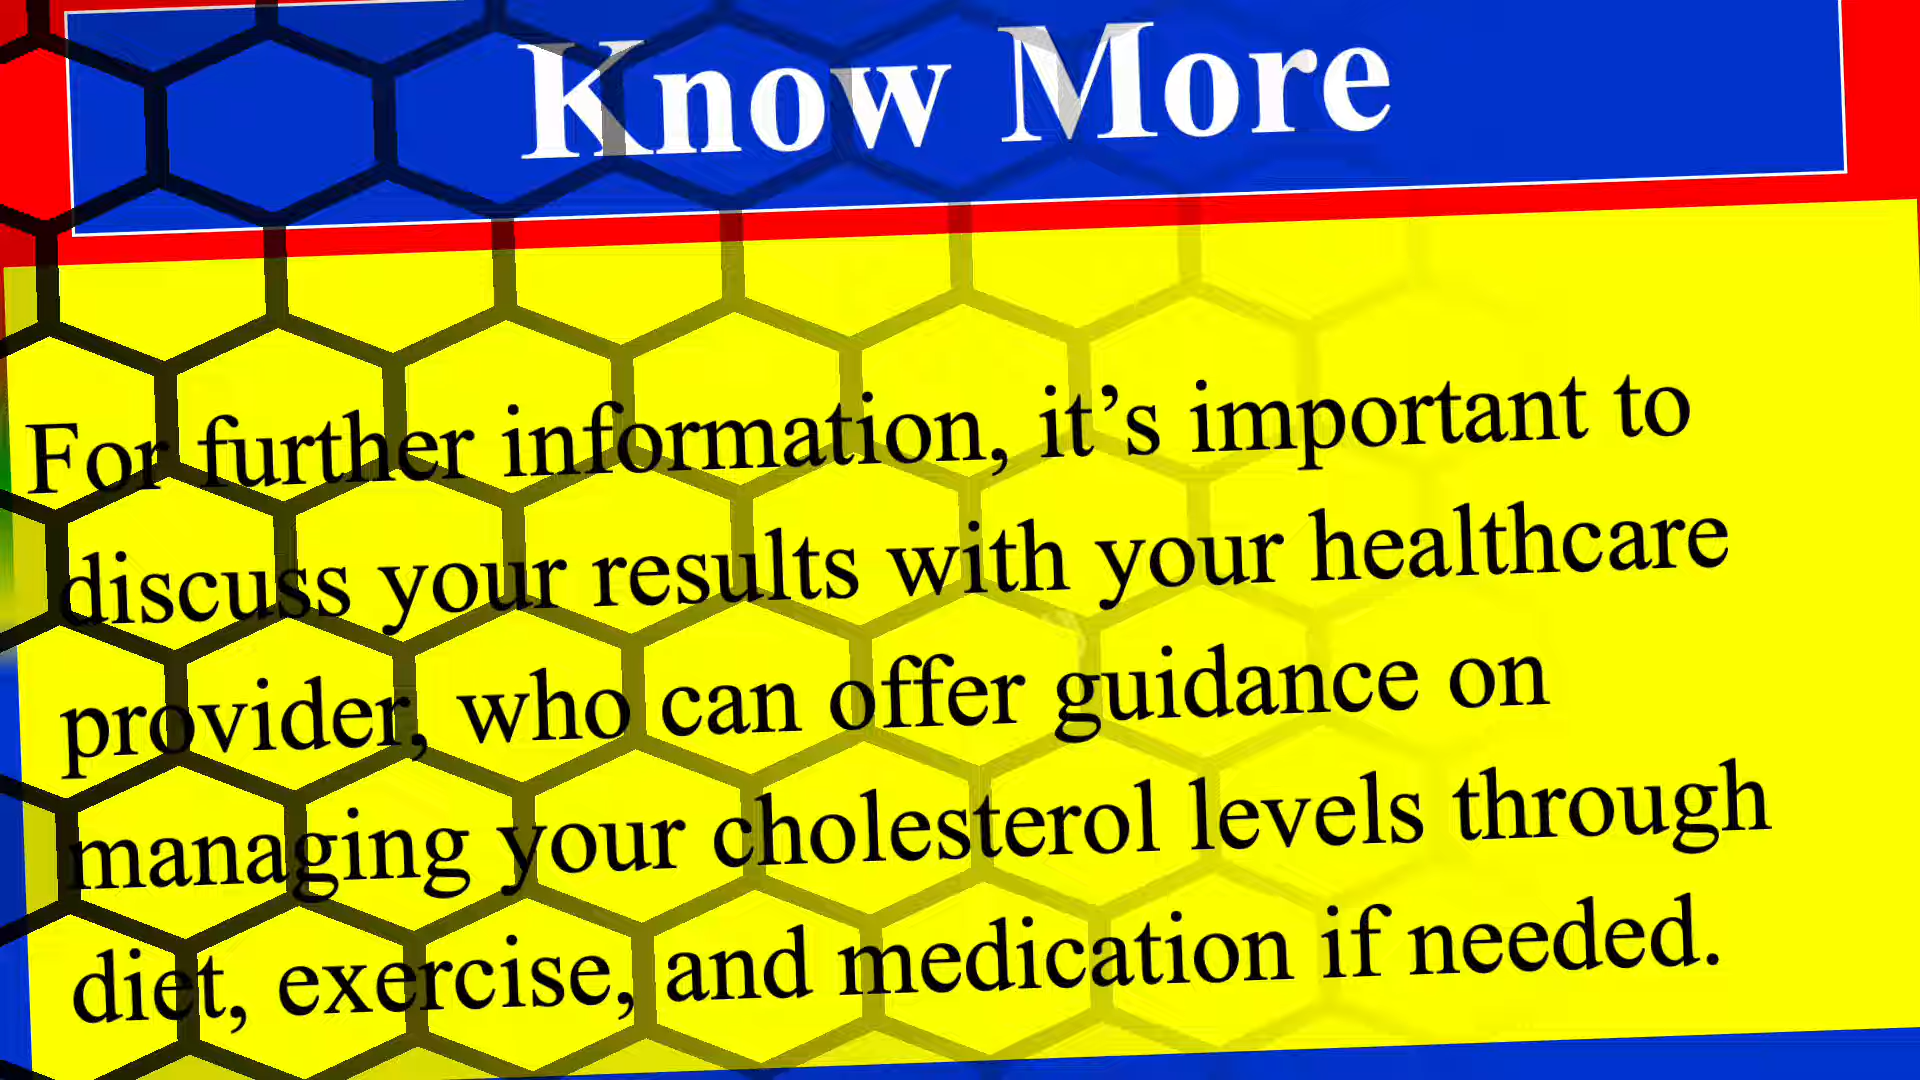 Know More
For further information, it’s important to
discuss your results with your healthcare
provider, who can offer guidance on
managing your cholesterol levels through
diet, exercise, and medication if needed.